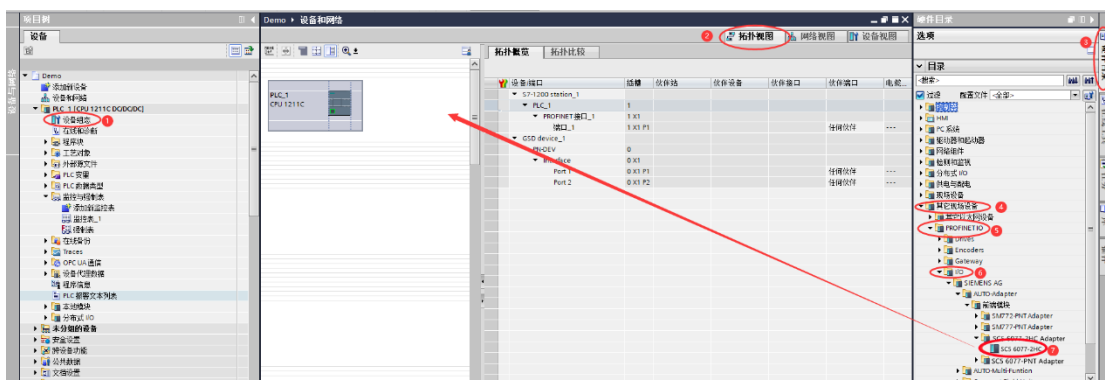 项目树
Demo ▸ 设备和网络
硬件目录
设备
② 拓扑视图
网络视图
设备视图
选项
③
拓扑概览
拓扑比较
目录
<搜索>
过滤
配置文件 <全部>
PLC_1
CPU 1211C
设备/端口
插槽
伙伴站
伙伴设备
伙伴接口
伙伴端口
S7-1200 station_1
PLC_1
1
PROFINET接口_1
1 X1
端口_1
1 X1 P1
任何伙伴
---
GSD device_1
PN-DEV
0
Interface
0 X1
Port 1
0 X1 P1
任何伙伴
---
Port 2
0 X1 P2
任何伙伴
---
Demo
添加新设备
设备和网络
PLC_1 [CPU 1211C DC/DC/DC]
设备组态 ①
在线和诊断
程序块
工艺对象
外部源文件
PLC 变量
PLC 数据类型
监控与强制表
添加新监控表
监控表_1
强制表
在线备份
Traces
OPC UA 通信
设备代理数据
程序信息
PLC 报警文本列表
本地模块
分布式 I/O
未分组的设备
安全设置
跨设备功能
公共数据
文档设置
控制器
HMI
PC 系统
驱动器和起动器
网络组件
检测和监视
分布式 I/O
供电与配电
现场设备
其它现场设备 ④
其它以太网设备
PROFINET IO ⑤
Drives
Encoders
Gateway
I/O ⑥
SIEMENS AG
AUTO-Adapter
前端模块
SM772-PNT Adapter
SM777-PNT Adapter
SCS 6077-2HC Adapter
SCS 6077-2HC ⑦
SCS 6077-PNT Adapter
AUTO-Multi-Funtion